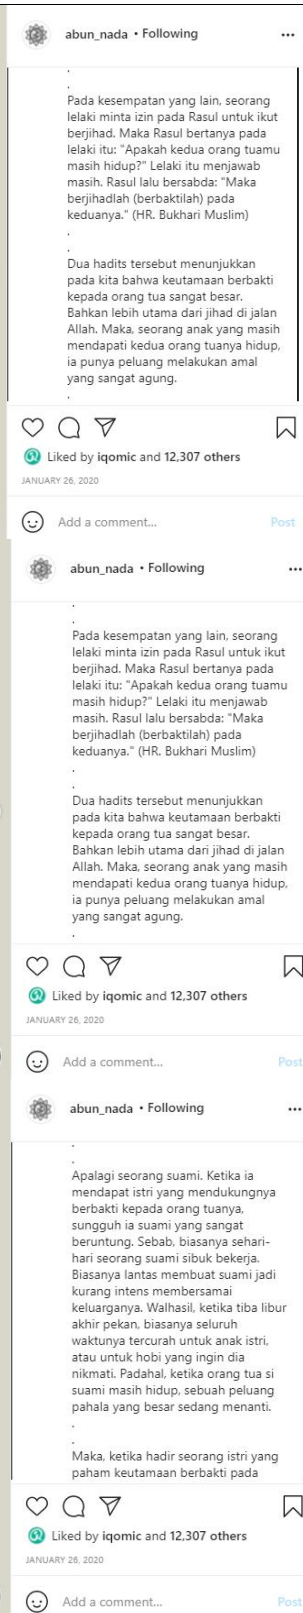 abun_nada • Following
...
.
.
Pada kesempatan yang lain, seorang
lelaki minta izin pada Rasul untuk ikut
berjihad. Maka Rasul bertanya pada
lelaki itu: "Apakah kedua orang tuamu
masih hidup?" Lelaki itu menjawab
masih. Rasul lalu bersabda: "Maka
berjihadlah (berbaktilah) pada
keduanya." (HR. Bukhari Muslim)
.
.
Dua hadits tersebut menunjukkan
pada kita bahwa keutamaan berbakti
kepada orang tua sangat besar.
Bahkan lebih utama dari jihad di jalan
Allah. Maka, seorang anak yang masih
mendapati kedua orang tuanya hidup,
ia punya peluang melakukan amal
yang sangat agung.
.
Liked by iqomic and 12,307 others
JANUARY 26, 2020
Add a comment...
Post
abun_nada • Following
...
.
.
Pada kesempatan yang lain, seorang
lelaki minta izin pada Rasul untuk ikut
berjihad. Maka Rasul bertanya pada
lelaki itu: "Apakah kedua orang tuamu
masih hidup?" Lelaki itu menjawab
masih. Rasul lalu bersabda: "Maka
berjihadlah (berbaktilah) pada
keduanya." (HR. Bukhari Muslim)
.
.
Dua hadits tersebut menunjukkan
pada kita bahwa keutamaan berbakti
kepada orang tua sangat besar.
Bahkan lebih utama dari jihad di jalan
Allah. Maka, seorang anak yang masih
mendapati kedua orang tuanya hidup,
ia punya peluang melakukan amal
yang sangat agung.
.
Liked by iqomic and 12,307 others
JANUARY 26, 2020
Add a comment...
Post
abun_nada • Following
...
.
.
Apalagi seorang suami. Ketika ia
mendapat istri yang mendukungnya
berbakti kepada orang tuanya,
sungguh ia suami yang sangat
beruntung. Sebab, biasanya sehari-
hari seorang suami sibuk bekerja.
Biasanya lantas membuat suami jadi
kurang intens membersamai
keluarganya. Walhasil, ketika tiba libur
akhir pekan, biasanya seluruh
waktunya tercurah untuk anak istri,
atau untuk hobi yang ingin dia
nikmati. Padahal, ketika orang tua si
suami masih hidup, sebuah peluang
pahala yang besar sedang menanti.
.
.
Maka, ketika hadir seorang istri yang
paham keutamaan berbakti pada
Liked by iqomic and 12,307 others
JANUARY 26, 2020
Add a comment...
Post